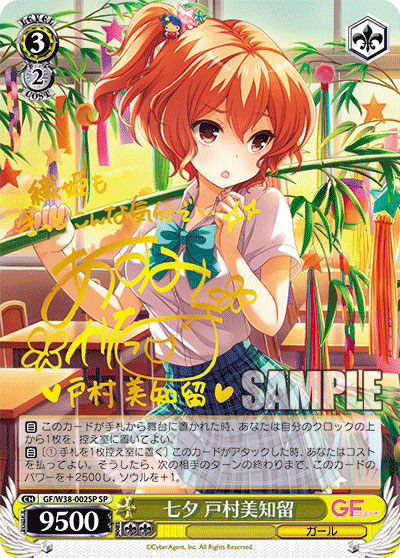 LEVEL
3
2
COST
織姫も
こんな気分で…
♥戸村美知留♥
SAMPLE
【自】 このカードが手札から舞台に置かれた時、あなたは自分のクロックの上から1枚を、控え室に置いてよい。
【自】［① 手札を1枚控え室に置く］ このカードがアタックした時、あなたはコストを払ってよい。そうしたら、次の相手のターンの終わりまで、このカードのパワーを+2500し、ソウルを+1。
CH GF/W38-002SP SP
七夕 戸村美知留
GF
9500
ガール
©CyberAgent, Inc. All Rights Reserved.